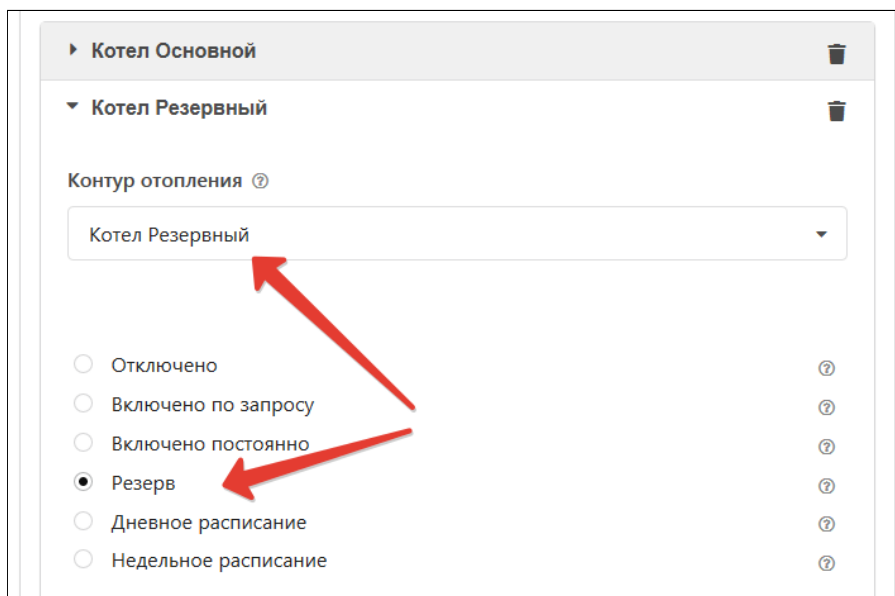 Котел Основной
Котел Резервный
Контур отопления
Котел Резервный
Отключено
Включено по запросу
Включено постоянно
Резерв
Дневное расписание
Недельное расписание